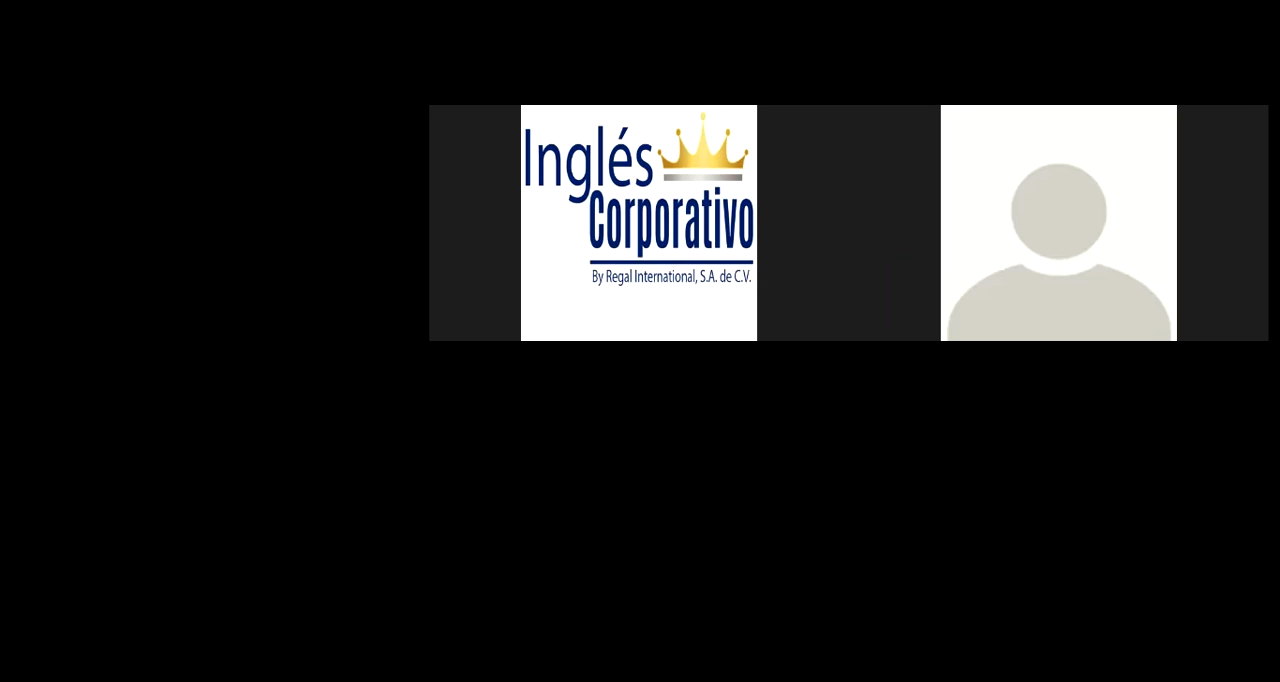 Inglés
Corporativo
By Regal International, S.A. de C.V.